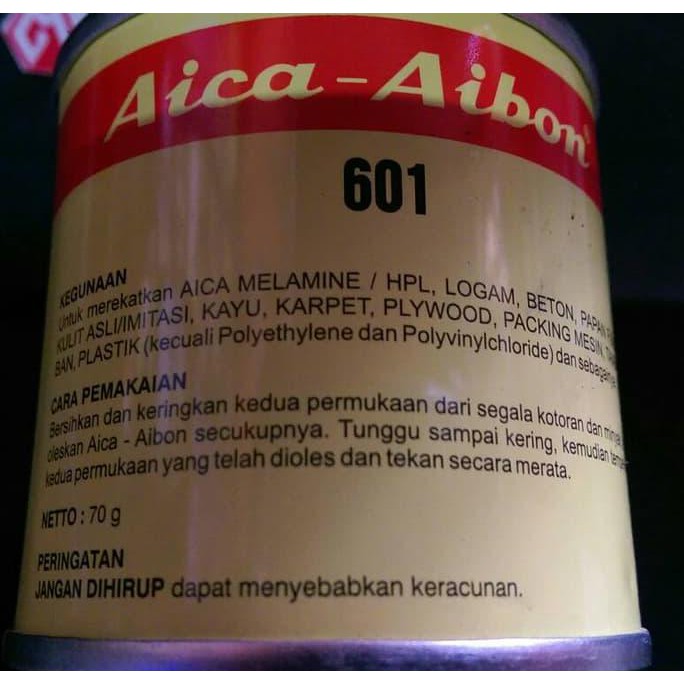 Aica-Aibon
601
KEGUNAAN
Untuk merekatkan AICA MELAMINE / HPL, LOGAM, BETON,
KULIT ASLI/IMITASI, KAYU, KARPET, PLYWOOD, PACKING MESIN,
BAN, PLASTIK (kecuali Polyethylene dan Polyvinylchloride) dan
CARA PEMAKAIAN
Bersihkan dan keringkan kedua permukaan dari segala kotoran dan
oleskan Aica - Aibon secukupnya. Tunggu sampai kering, kemudian
kedua permukaan yang telah dioles dan tekan secara merata.
NETTO : 70 g
PERINGATAN
JANGAN DIHIRUP dapat menyebabkan keracunan.